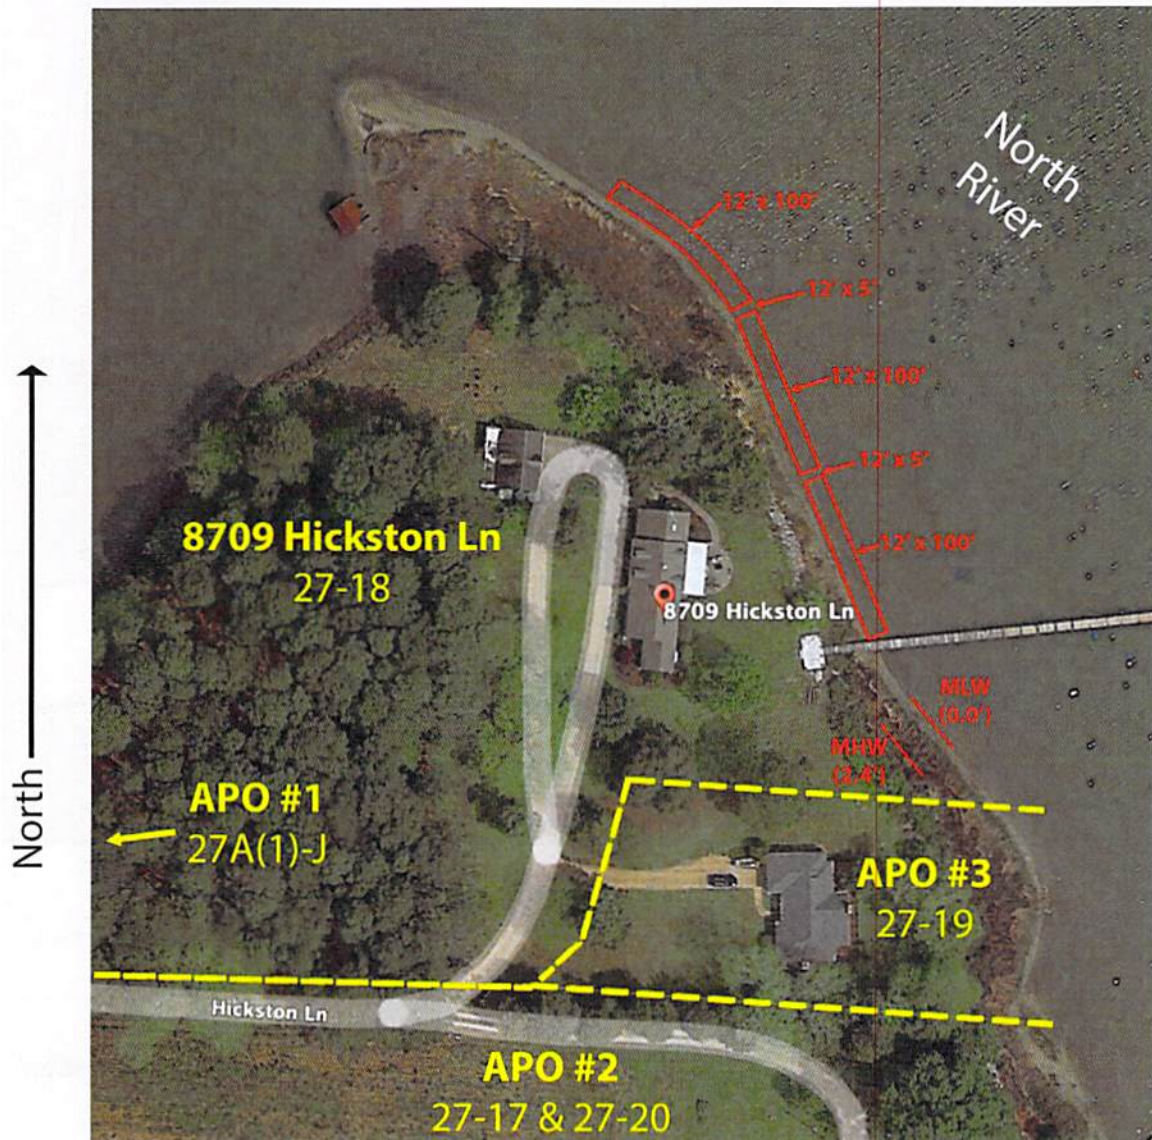 North
River
12' x 100'
12' x 5'
12' x 100'
12' x 5'
12' x 100'
8709 Hickston Ln
27-18
8709 Hickston Ln
MLW
(0.0')
MHW
(2.4')
North
APO #1
27A(1)-J
APO #3
27-19
Hickston Ln
APO #2
27-17 & 27-20